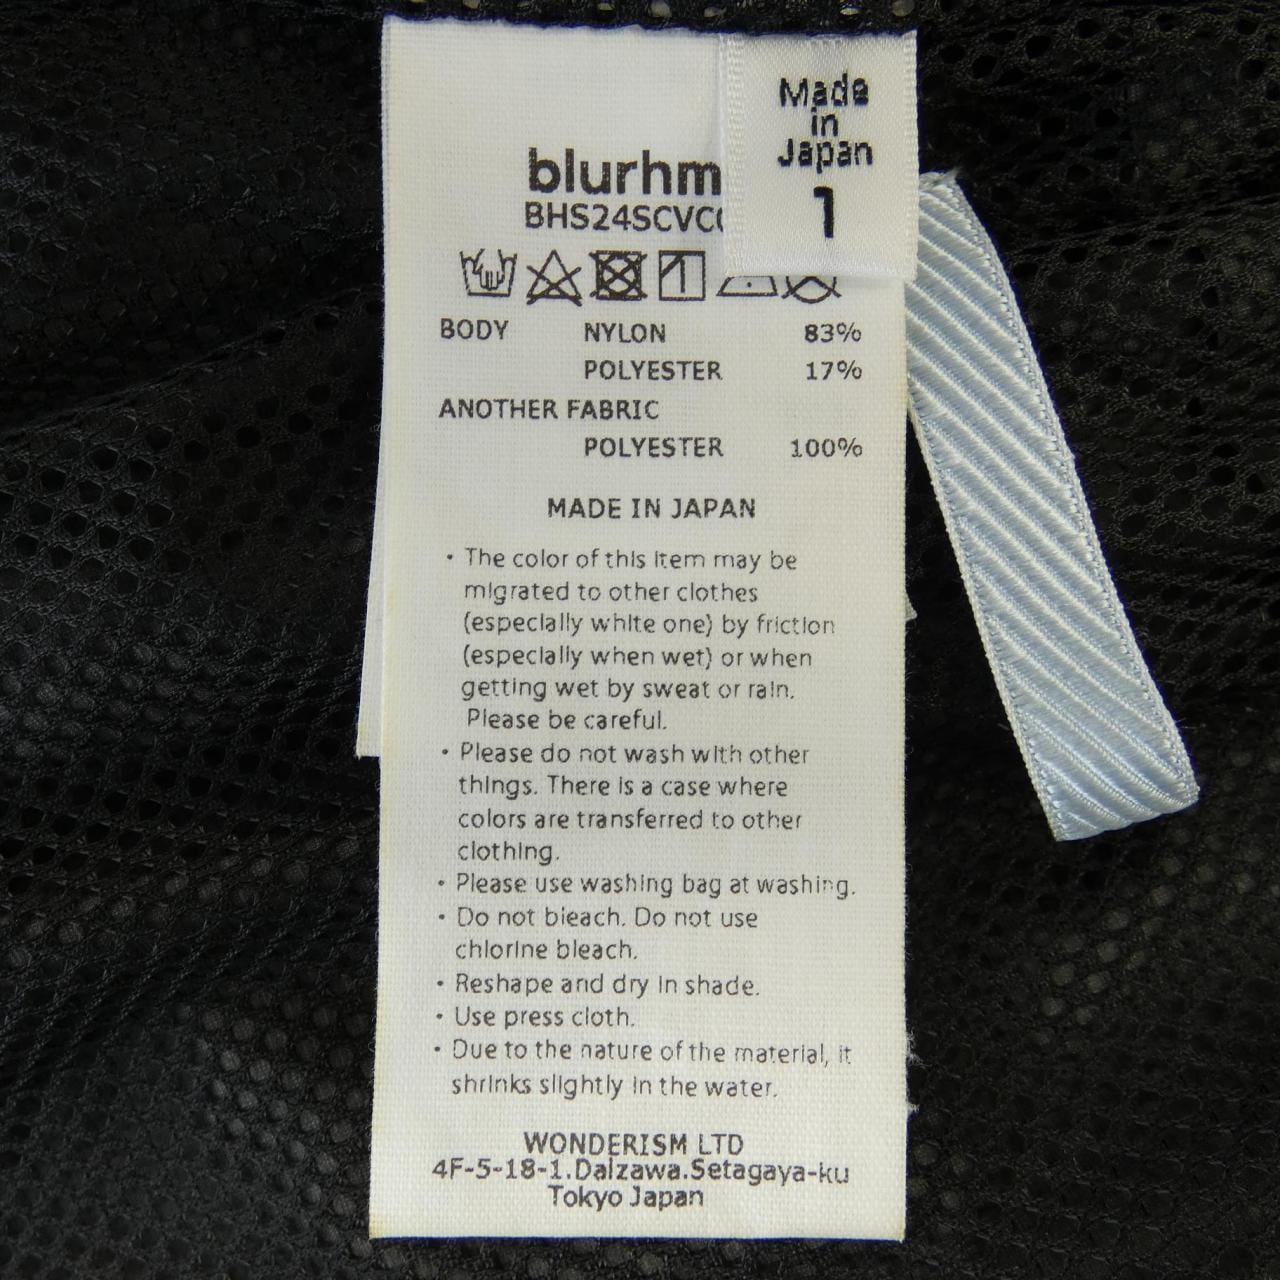 Made
in
Japan
1
blurhm
BHS24SCVC
BODY NYLON 83%
POLYESTER 17%
ANOTHER FABRIC
POLYESTER 100%
MADE IN JAPAN
・The color of this item may be
migrated to other clothes
(especially white one) by friction
(especially when wet) or when
getting wet by sweat or rain.
Please be careful.
・Please do not wash with other
things. There is a case where
colors are transferred to other
clothing.
・Please use washing bag at washing.
・Do not bleach. Do not use
chlorine bleach.
・Reshape and dry in shade.
・Use press cloth.
・Due to the nature of the material, it
shrinks slightly in the water.
WONDERISM LTD
4F-5-18-1.Daizawa.Setagaya-ku
Tokyo Japan